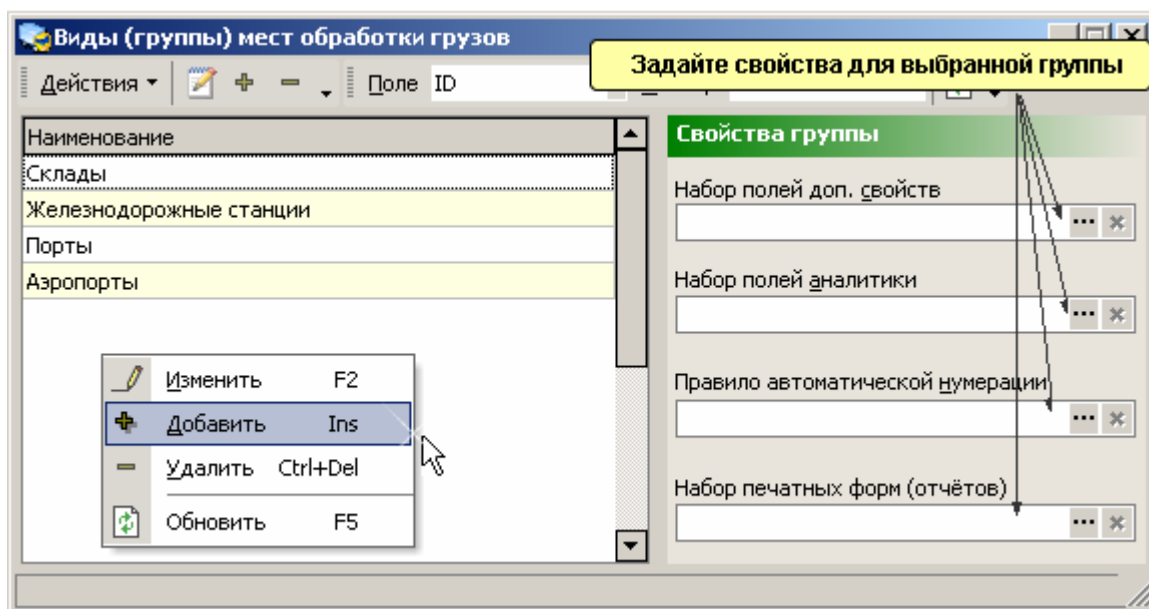 Виды (группы) мест обработки грузов
Задайте свойства для выбранной группы
Действия Поле ID
Наименование
Склады
Железнодорожные станции
Порты
Аэропорты
Изменить F2
Добавить Ins
Удалить Ctrl+Del
Обновить F5
Свойства группы
Набор полей доп. свойств
Набор полей аналитики
Правило автоматической нумерации
Набор печатных форм (отчётов)